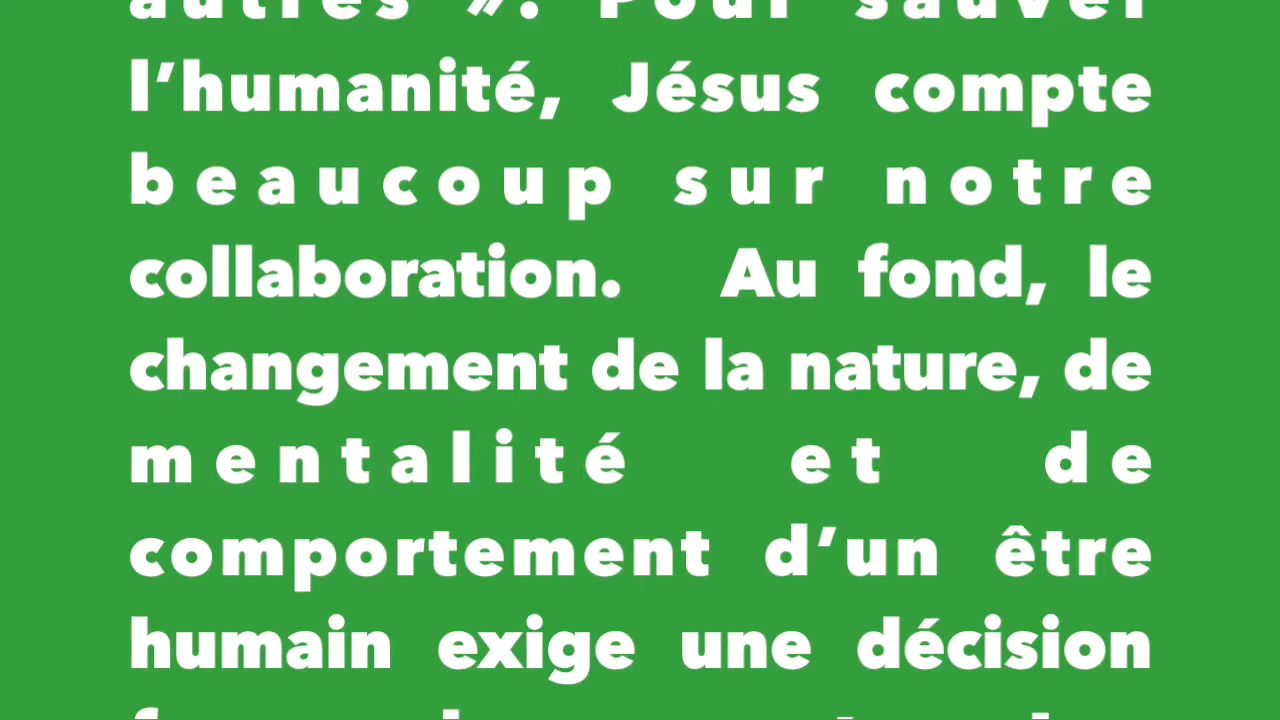 autres ». Pour sauver
l’humanité, Jésus compte
beaucoup sur notre
collaboration. Au fond, le
changement de la nature, de
mentalité et de
comportement d’un être
humain exige une décision